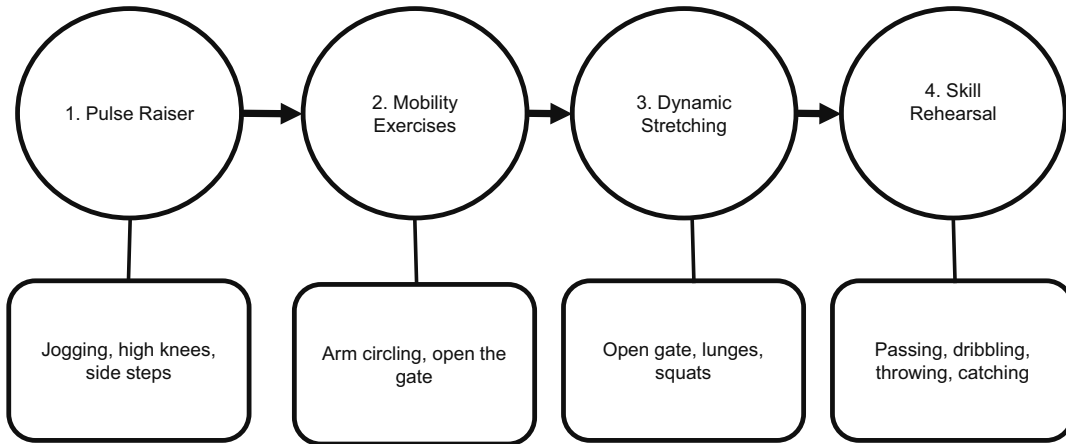 1. Pulse Raiser
2. Mobility
Exercises
3. Dynamic
Stretching
4. Skill
Rehearsal
Jogging, high knees,
side steps
Arm circling, open the
gate
Open gate, lunges,
squats
Passing, dribbling,
throwing, catching